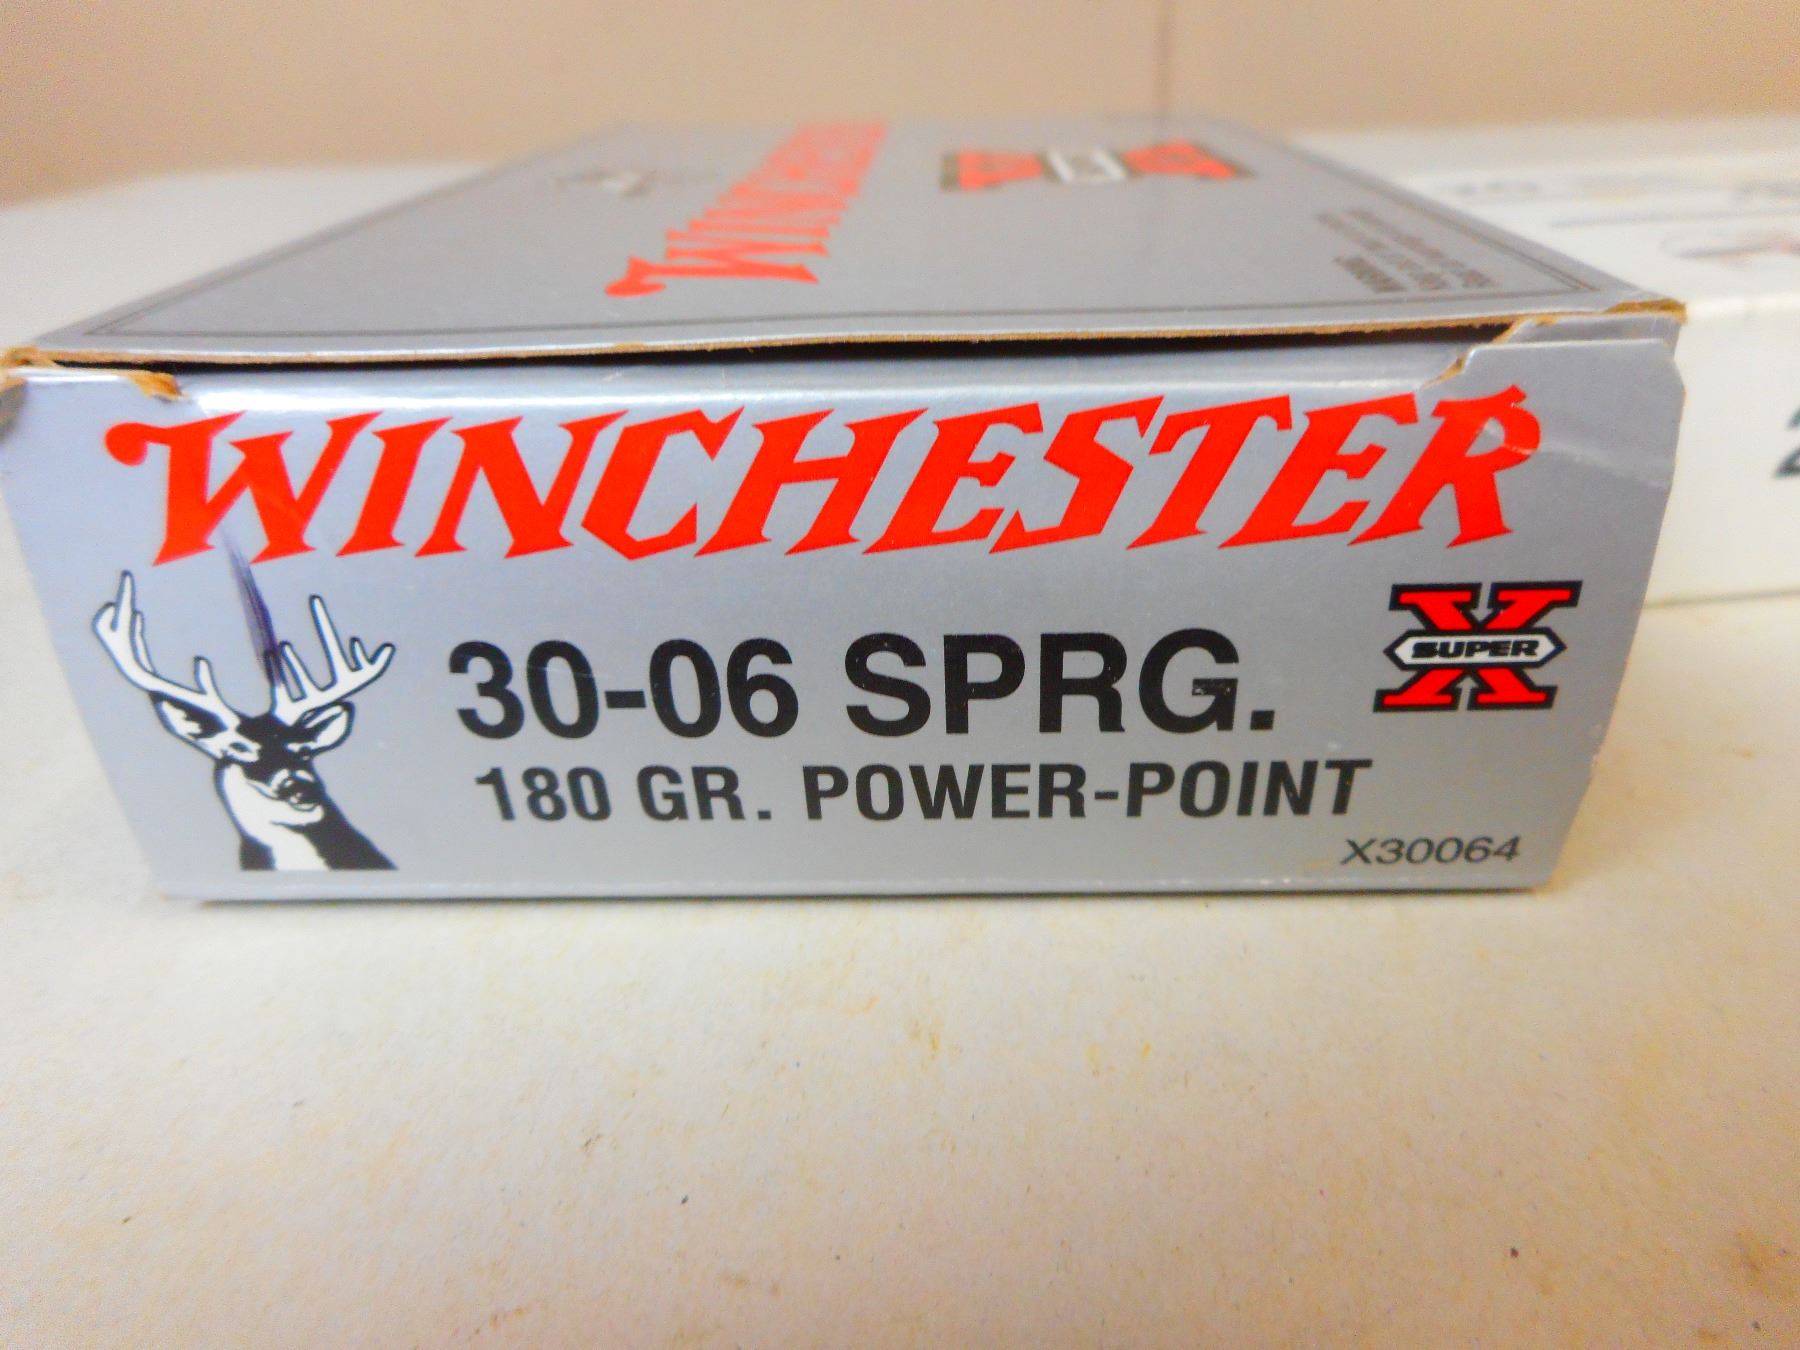 WINCHESTER
WINCHESTER
X
SUPER
30-06 SPRG.
180 GR. POWER-POINT
X30064